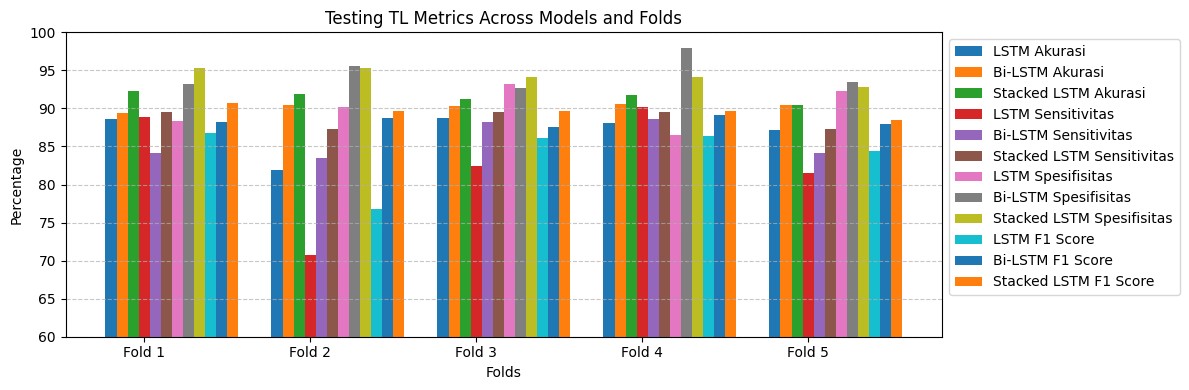 Testing TL Metrics Across Models and Folds
Percentage
100
95
90
85
80
75
70
65
60
Fold 1
Fold 2
Fold 3
Fold 4
Fold 5
Folds
LSTM Akurasi
Bi-LSTM Akurasi
Stacked LSTM Akurasi
LSTM Sensitivitas
Bi-LSTM Sensitivitas
Stacked LSTM Sensitivitas
LSTM Spesifisitas
Bi-LSTM Spesifisitas
Stacked LSTM Spesifisitas
LSTM F1 Score
Bi-LSTM F1 Score
Stacked LSTM F1 Score